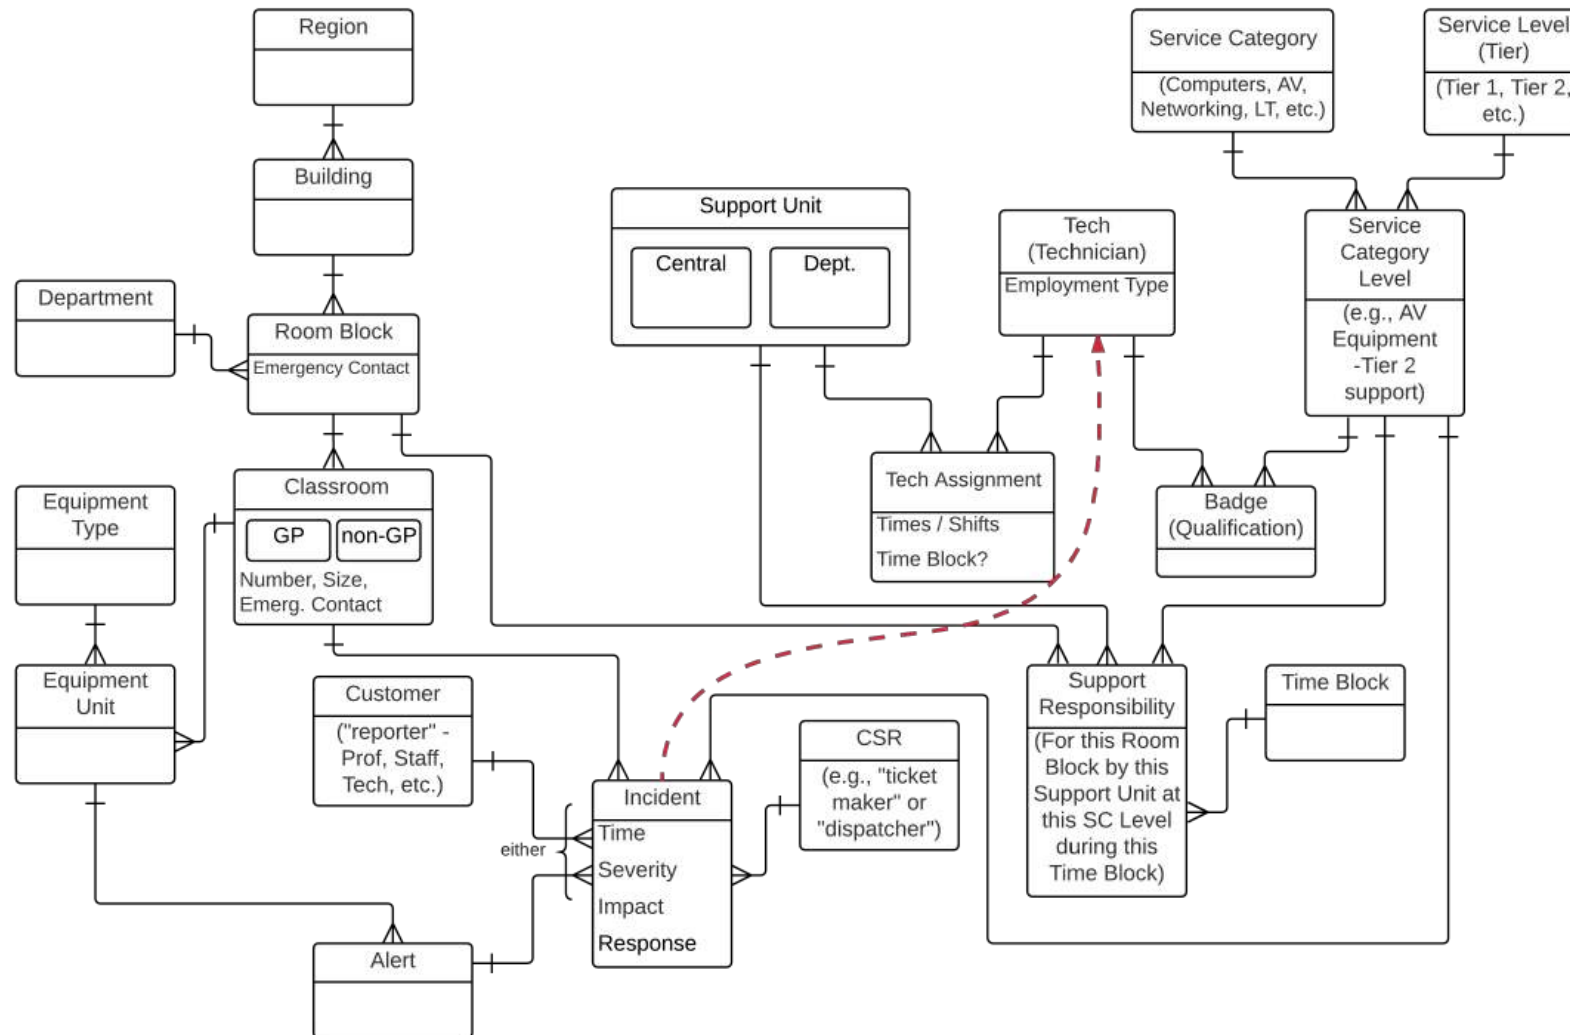 Region
Building
Department
Room Block
Emergency Contact
Classroom
GP
non-GP
Number, Size,
Emerg. Contact
Equipment
Type
Equipment
Unit
Customer
("reporter" -
Prof, Staff,
Tech, etc.)
either
Alert
Incident
Time
Severity
Impact
Response
CSR
(e.g., "ticket
maker" or
"dispatcher")
Support Unit
Central
Dept.
Tech
(Technician)
Employment Type
Tech Assignment
Times / Shifts
Time Block?
Service Category
(Computers, AV,
Networking, LT, etc.)
Service Level
(Tier)
(Tier 1, Tier 2,
etc.)
Service
Category
Level
(e.g., AV
Equipment
-Tier 2
support)
Badge
(Qualification)
Support
Responsibility
(For this Room
Block by this
Support Unit at
this SC Level
during this
Time Block)
Time Block